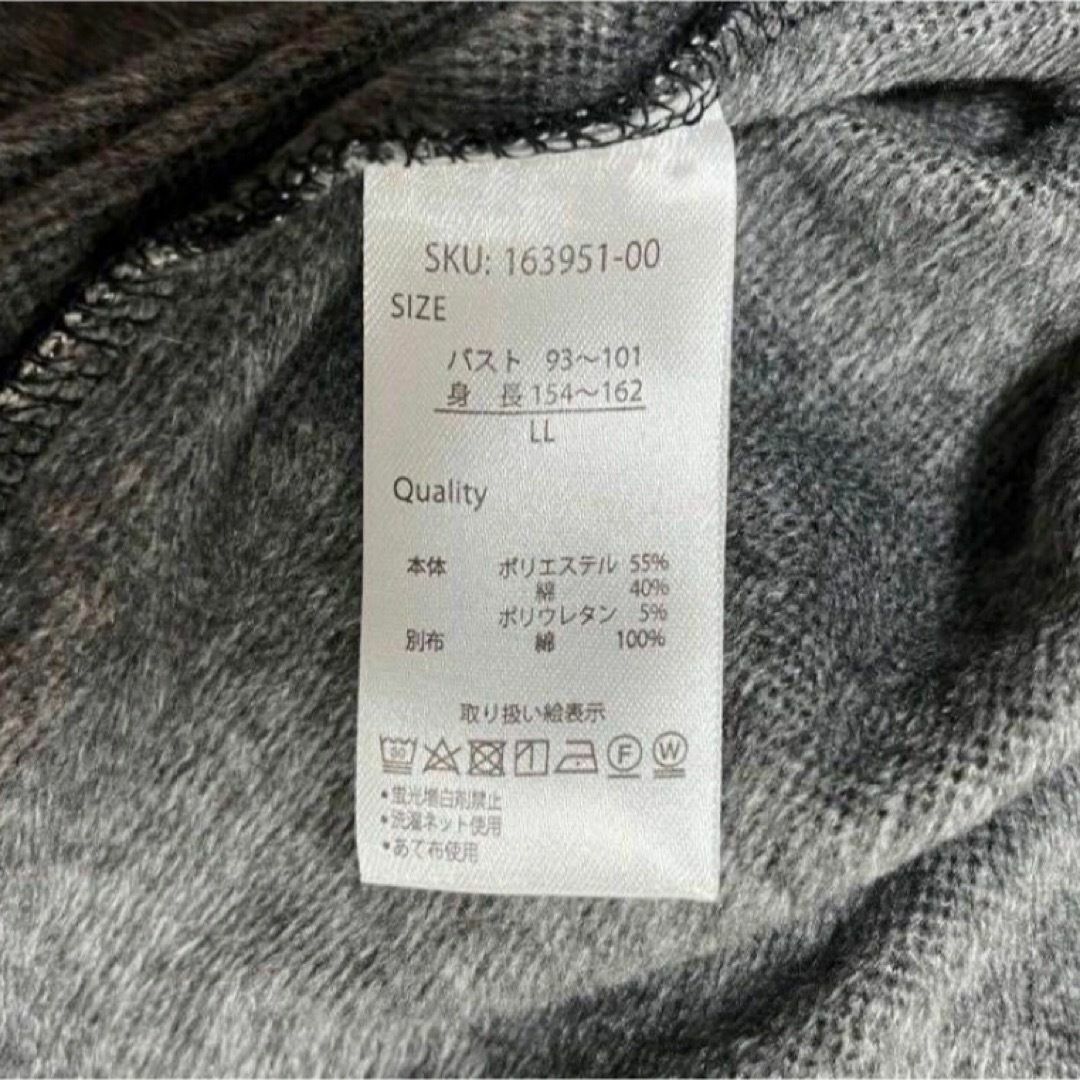 SKU: 163951-00
SIZE
バスト 93〜101
身 長 154〜162
LL
Quality
本体 ポリエステル 55%
綿 40%
ポリウレタン 5%
別布 綿 100%
取り扱い絵表示
30 F W
•蛍光増白剤禁止
•洗濯ネット使用
•あて布使用